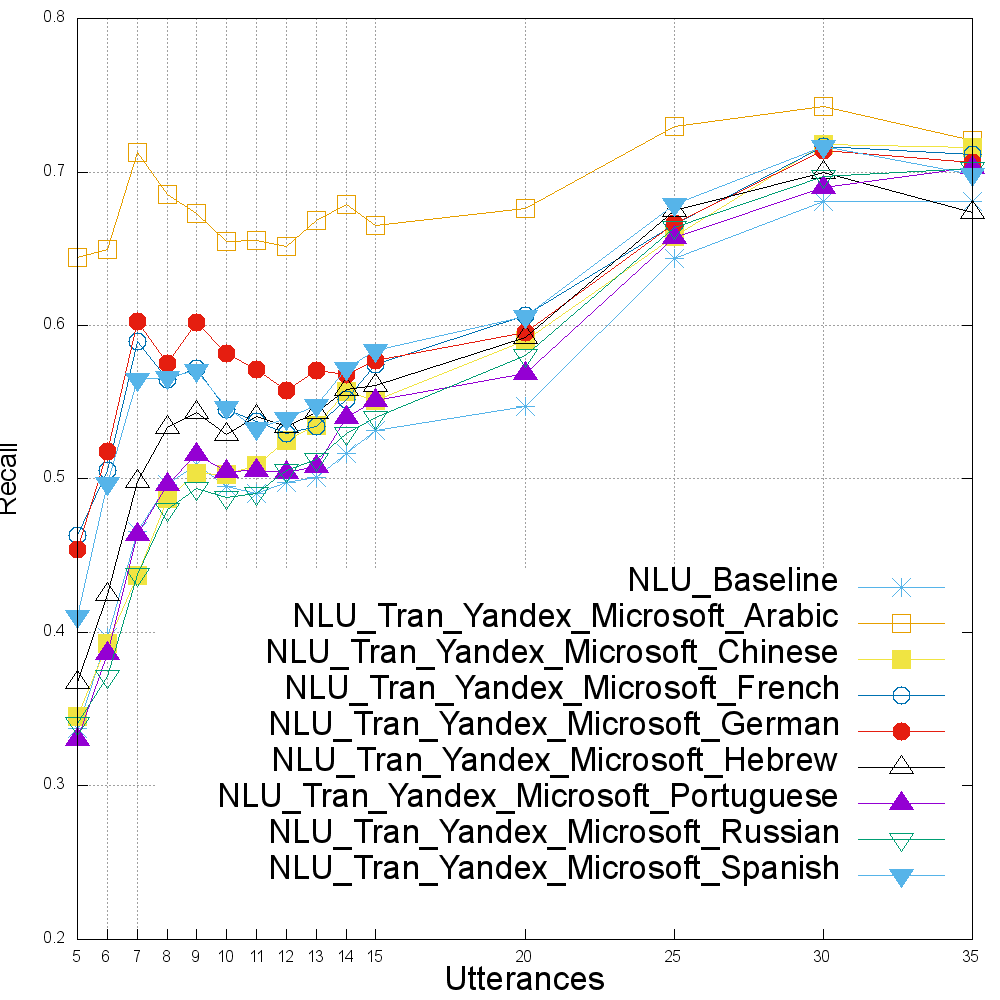 0.8
0.7
0.6
0.5
0.4
0.3
0.2
Recall
NLU_Baseline
NLU_Tran_Yandex_Microsoft_Arabic
NLU_Tran_Yandex_Microsoft_Chinese
NLU_Tran_Yandex_Microsoft_French
NLU_Tran_Yandex_Microsoft_German
NLU_Tran_Yandex_Microsoft_Hebrew
NLU_Tran_Yandex_Microsoft_Portuguese
NLU_Tran_Yandex_Microsoft_Russian
NLU_Tran_Yandex_Microsoft_Spanish
5 6 7 8 9 10 11 12 13 14 15 20 25 30 35
Utterances